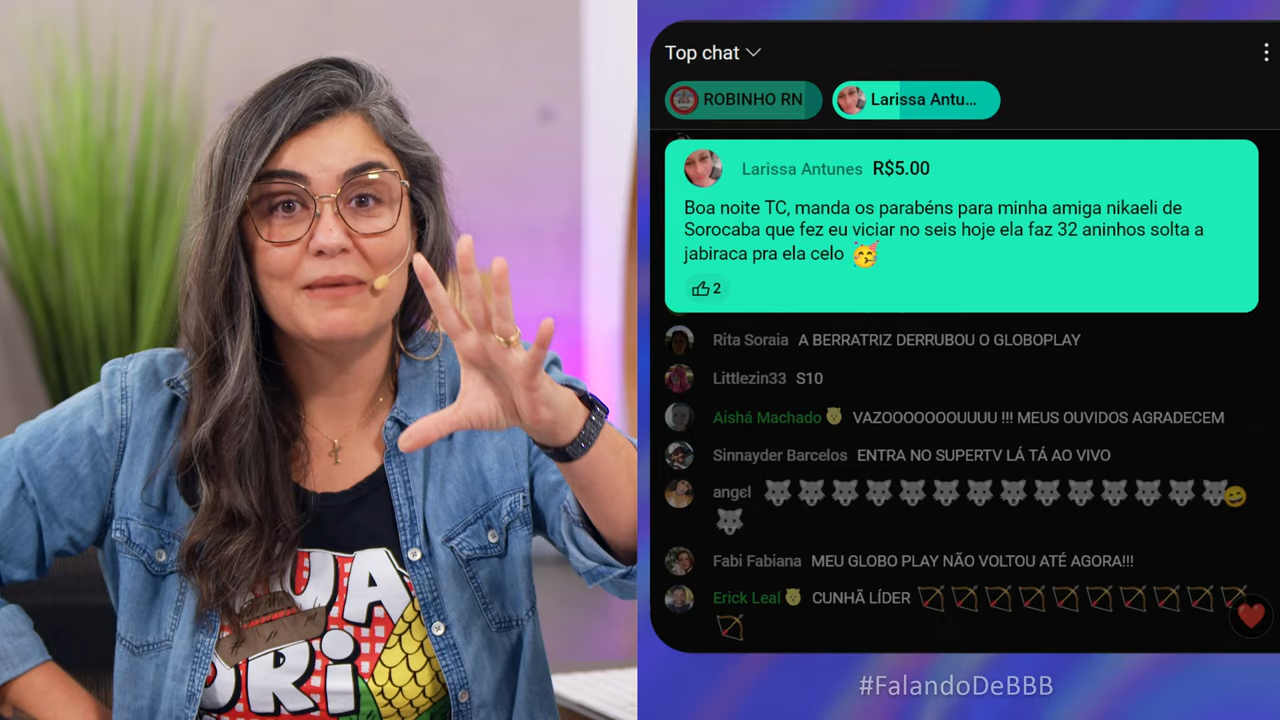 Top chat
ROBINHO RN
Larissa Antu...
Larissa Antunes R$5.00
Boa noite TC, manda os parabéns para minha amiga nikaeli de
Sorocaba que fez eu viciar no seis hoje ela faz 32 aninhos solta a
jabiraca pra ela celo 🥳
2
Rita Soraia A BERRATRIZ DERRUBOU O GLOBOPLAY
Littlezin33 S10
Aishá Machado VAZOOOOOOOUUUU !!! MEUS OUVIDOS AGRADECEM
Sinnayder Barcelos ENTRA NO SUPERTV LÁ TÁ AO VIVO
angel 🐺🐺🐺🐺🐺🐺🐺🐺🐺🐺🐺🐺🐺🐺😄
🐺
Fabi Fabiana MEU GLOBO PLAY NÃO VOLTOU ATÉ AGORA!!!
Erick Leal CUNHÃ LÍDER 🏹🏹🏹🏹🏹🏹🏹🏹🏹🏹
🏹
#FalandoDeBBB